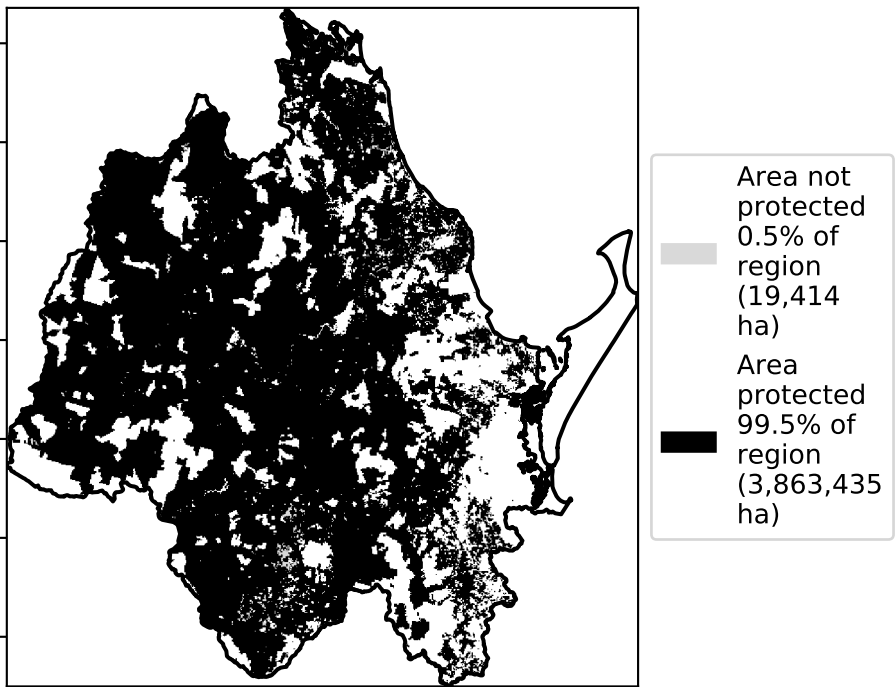 Area not
protected
0.5% of
region
(19,414
ha)
Area
protected
99.5% of
region
(3,863,435
ha)